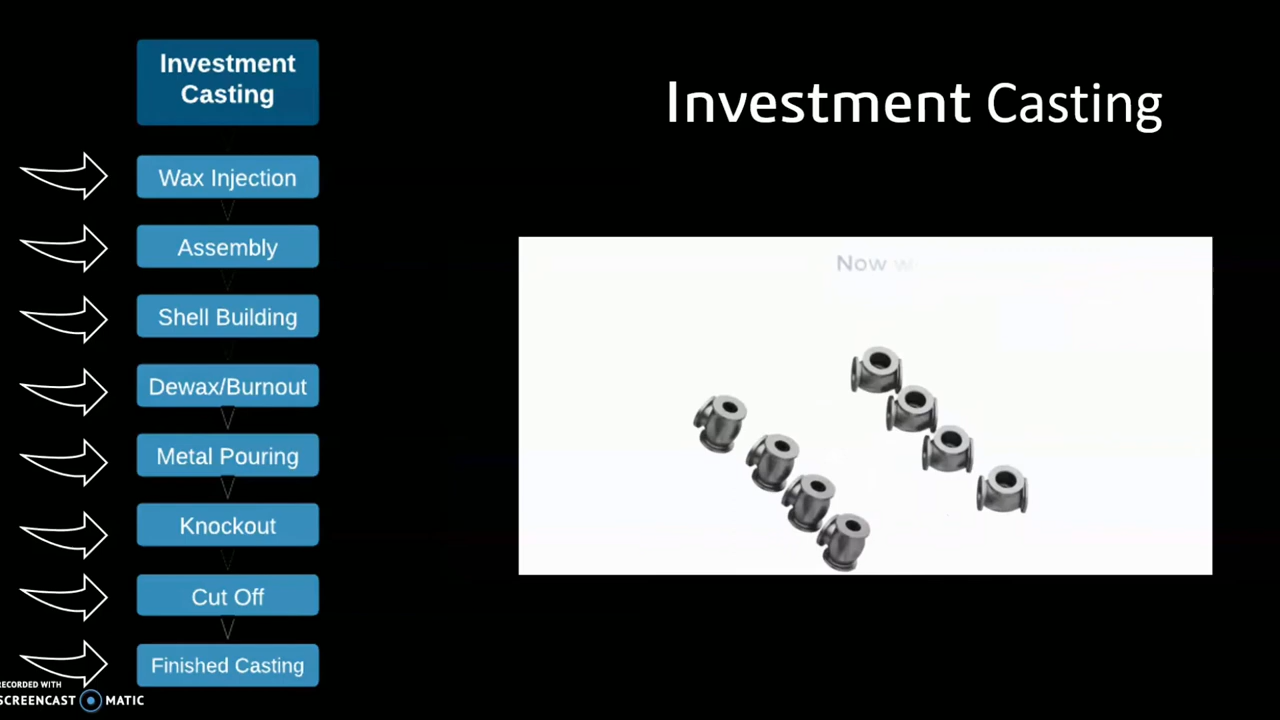 Investment
Casting
Wax Injection
Assembly
Shell Building
Dewax/Burnout
Metal Pouring
Knockout
Cut Off
Finished Casting
Investment Casting
Now
RECORDED WITH
SCREENCAST MATIC